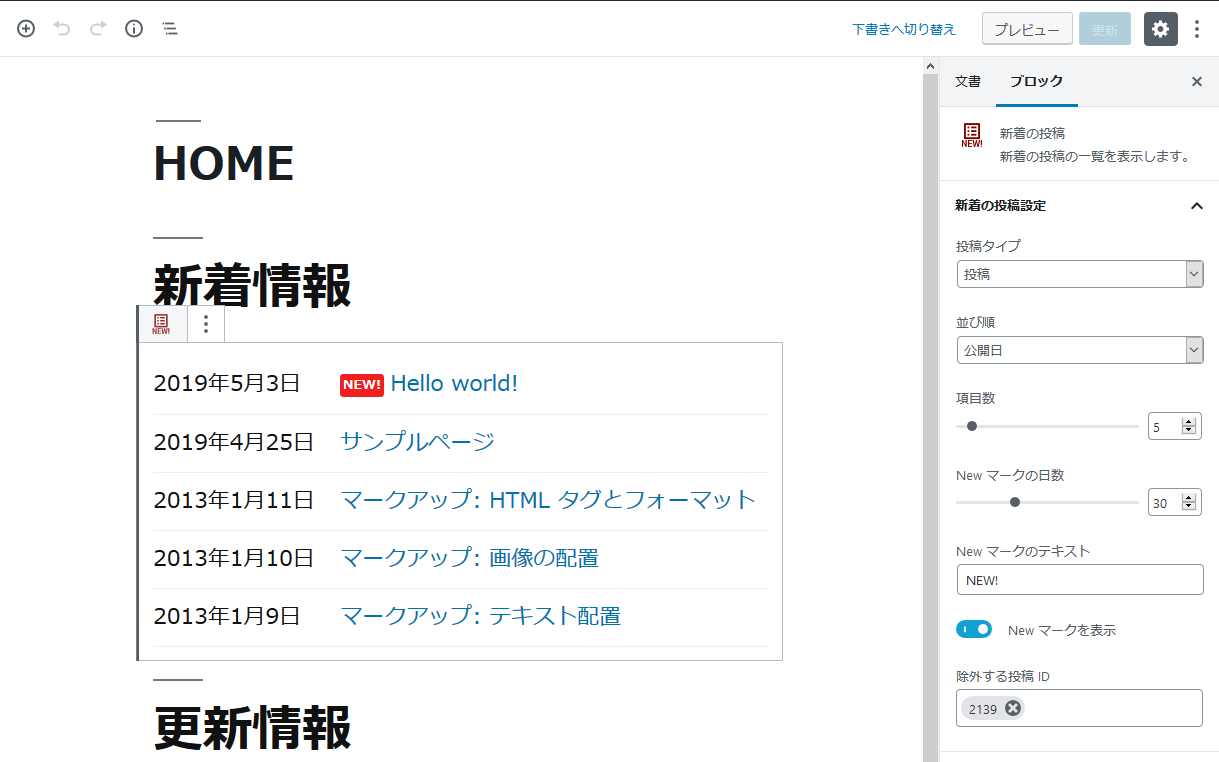 下書きへ切り替え
プレビュー
更新
文書
ブロック
NEW!
新着の投稿
新着の投稿の一覧を表示します。
HOME
新着情報
NEW!
2019年5月3日 NEW! Hello world!
2019年4月25日 サンプルページ
2013年1月11日 マークアップ: HTML タグとフォーマット
2013年1月10日 マークアップ: 画像の配置
2013年1月9日 マークアップ: テキスト配置
更新情報
新着の投稿設定
投稿タイプ
投稿
並び順
公開日
項目数
5
New マークの日数
30
New マークのテキスト
NEW!
New マークを表示
除外する投稿 ID
2139